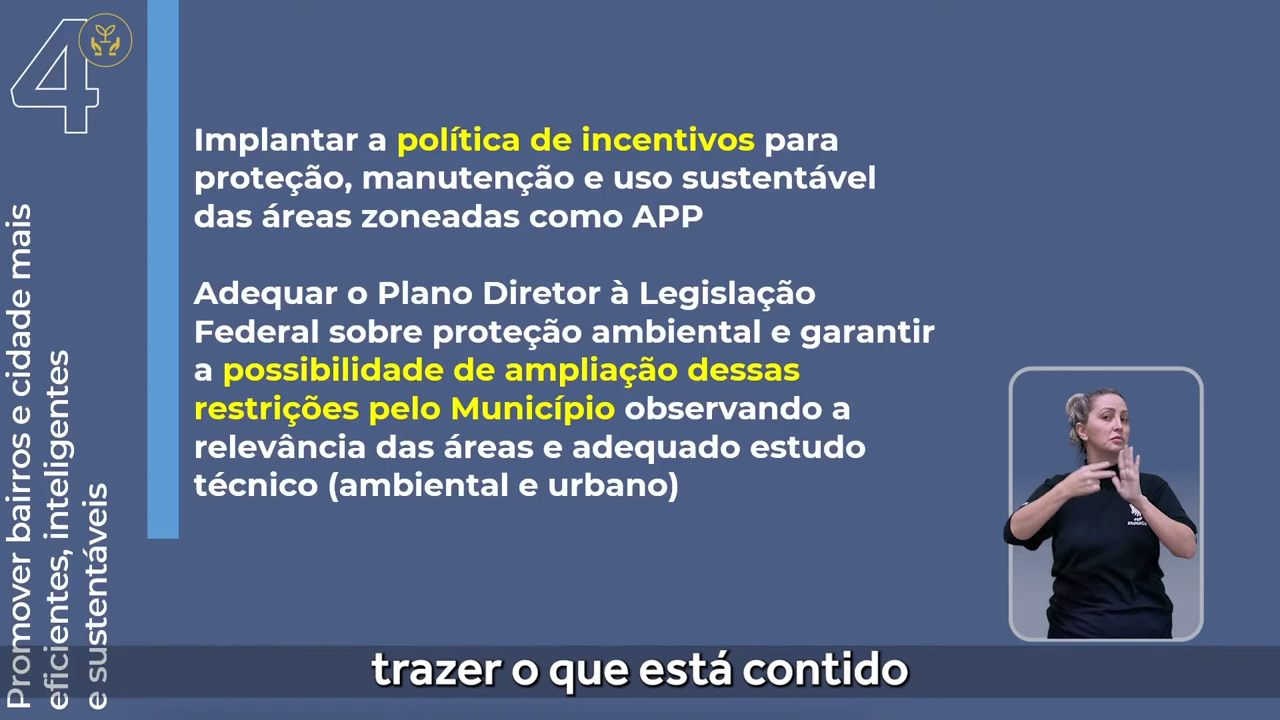 4
Promover bairros e cidade mais
eficientes, inteligentes
e sustentáveis
Implantar a política de incentivos para
proteção, manutenção e uso sustentável
das áreas zoneadas como APP
Adequar o Plano Diretor à Legislação
Federal sobre proteção ambiental e garantir
a possibilidade de ampliação dessas
restrições pelo Município observando a
relevância das áreas e adequado estudo
técnico (ambiental e urbano)
trazer o que está contido